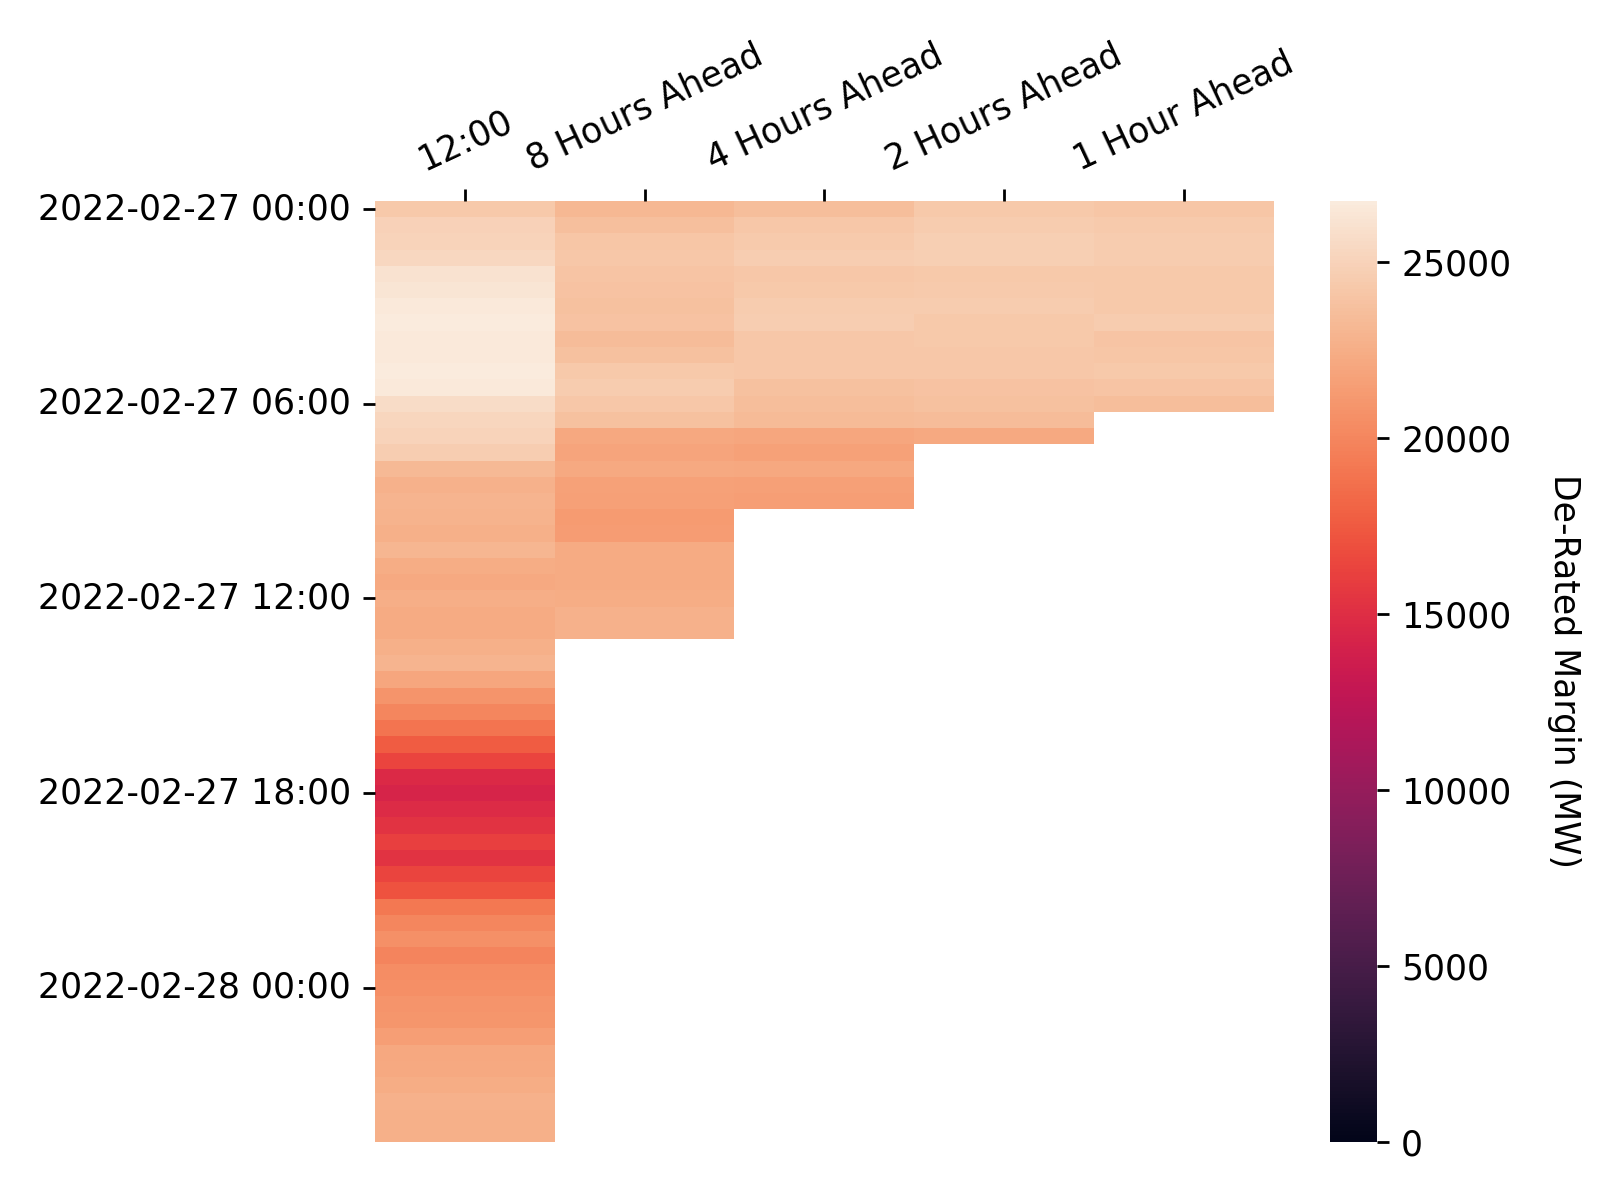 12:00
8 Hours Ahead
4 Hours Ahead
2 Hours Ahead
1 Hour Ahead
2022-02-27 00:00
2022-02-27 06:00
2022-02-27 12:00
2022-02-27 18:00
2022-02-28 00:00
25000
20000
15000
10000
5000
0
De-Rated Margin (MW)